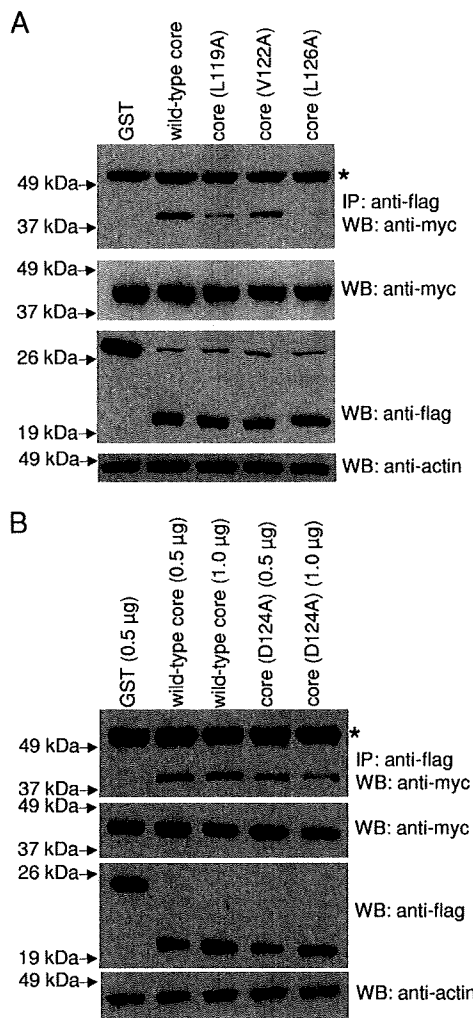 A
GST
wild-type core
core (L119A)
core (V122A)
core (L126A)
49 kDa→
*
IP: anti-flag
37 kDa→
WB: anti-myc
49 kDa→
WB: anti-myc
37 kDa→
26 kDa→
WB: anti-flag
19 kDa→
49 kDa→
WB: anti-actin
B
GST (0.5 µg)
wild-type core (0.5 µg)
wild-type core (1.0 µg)
core (D124A) (0.5 µg)
core (D124A) (1.0 µg)
*
49 kDa→
IP: anti-flag
37 kDa→
WB: anti-myc
49 kDa→
WB: anti-myc
37 kDa→
26 kDa→
WB: anti-flag
19 kDa→
49 kDa→
WB: anti-actin